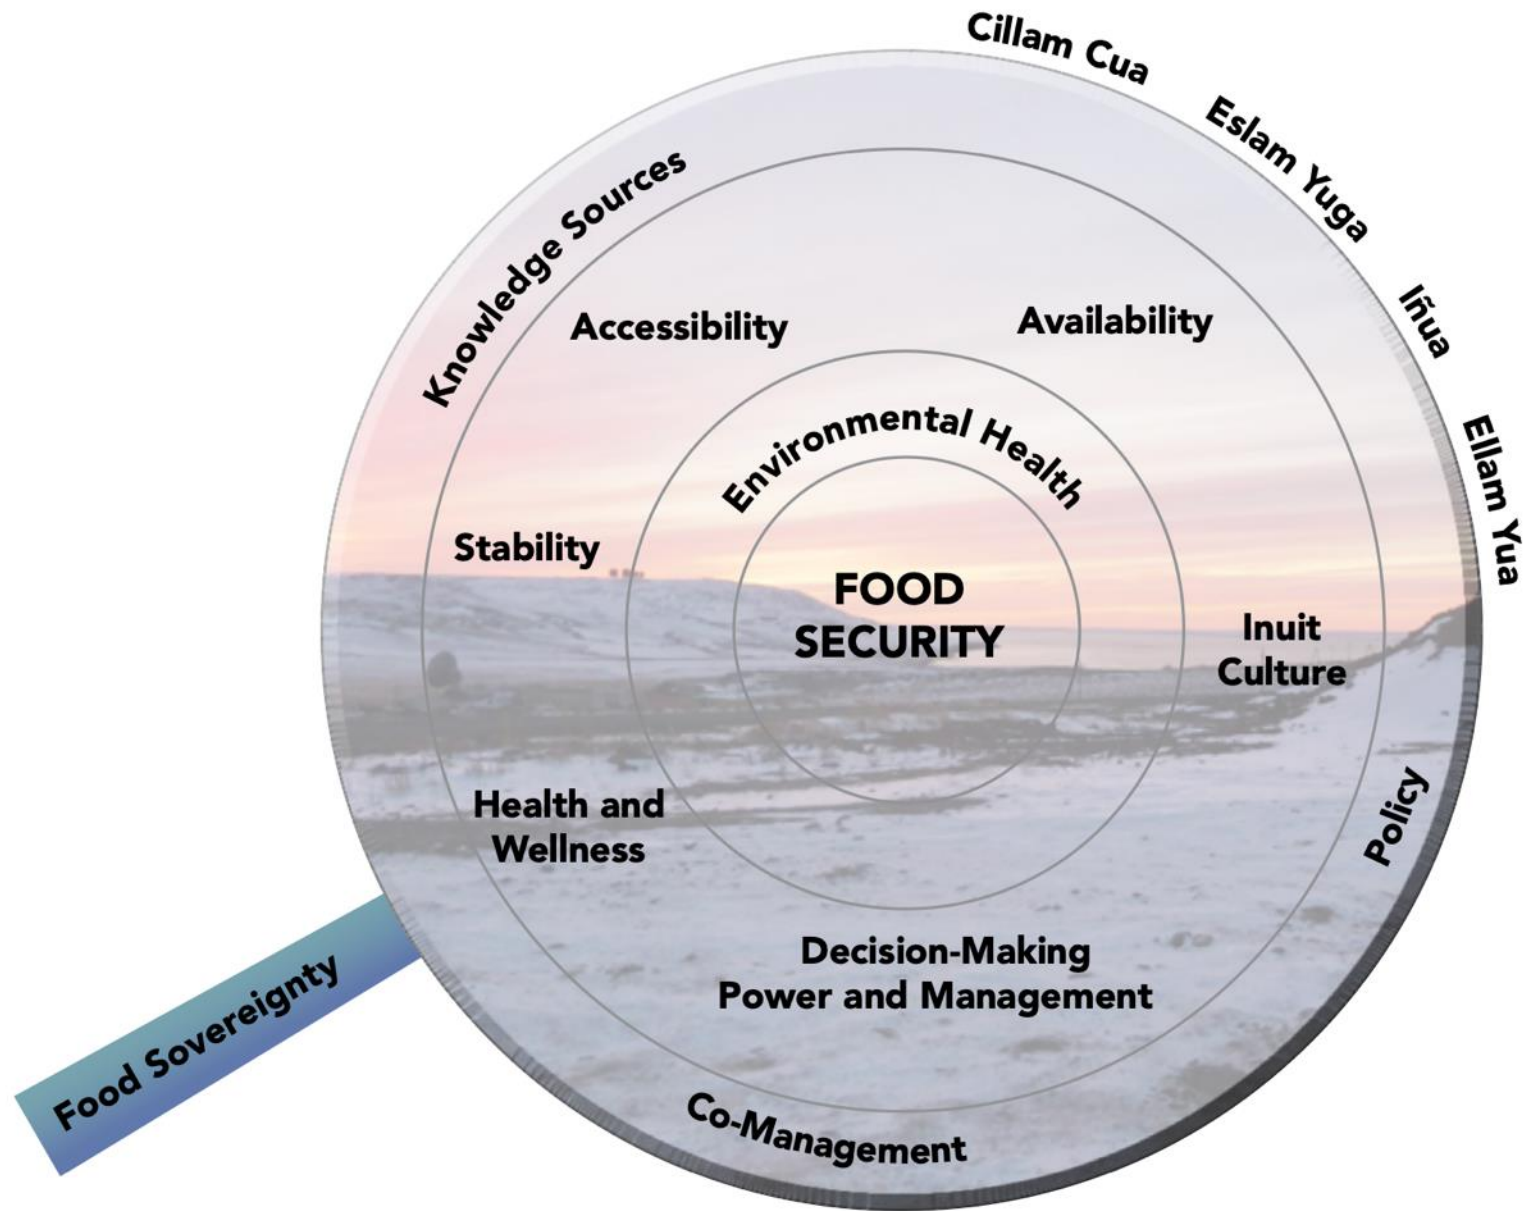 Cillam Cua
Eslam Yuga
Iñua
Ellam Yua
Knowledge Sources
Accessibility
Availability
Environmental Health
Stability
FOOD
SECURITY
Inuit
Culture
Health and
Wellness
Policy
Decision-Making
Power and Management
Food Sovereignty
Co-Management